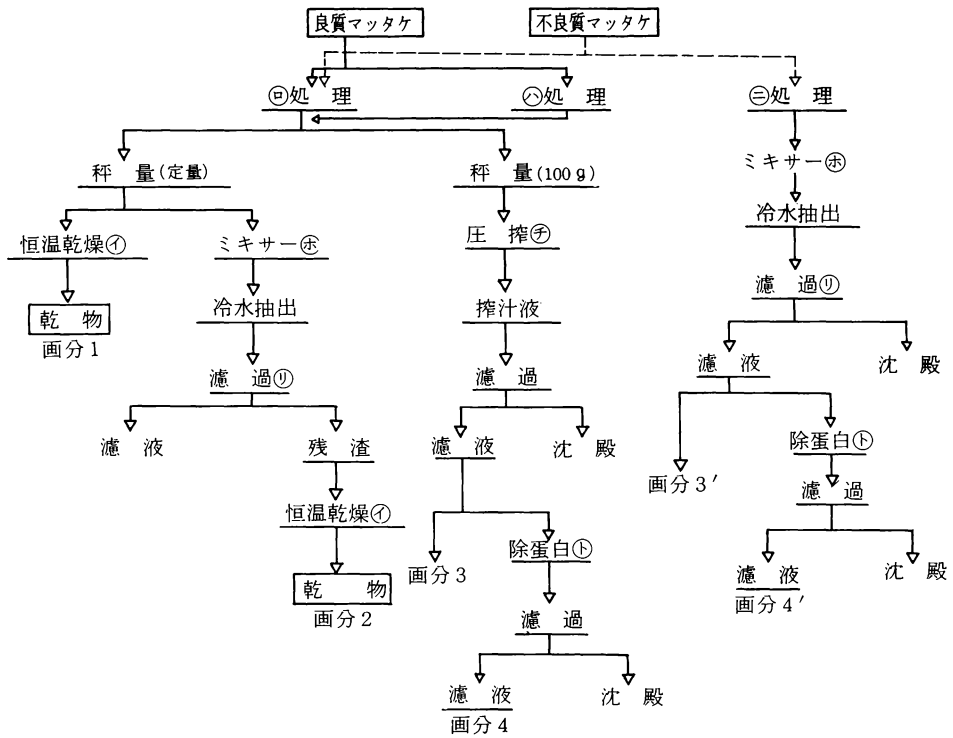 良質マッタケ
不良質マッタケ
㋺処理
㋩処理
㋥処理
秤量(定量)
秤量(100g)
ミキサー㋭
冷水抽出
恒温乾燥㋑
ミキサー㋭
圧搾㋠
濾過㋷
乾物
画分1
冷水抽出
搾汁液
濾液
沈殿
濾過㋷
濾過
濾液
残渣
濾液
沈殿
画分3′
除蛋白㋣
濾過
恒温乾燥㋑
画分3
除蛋白㋣
濾液
沈殿
画分4′
乾物
画分2
濾過
濾液
沈殿
画分4